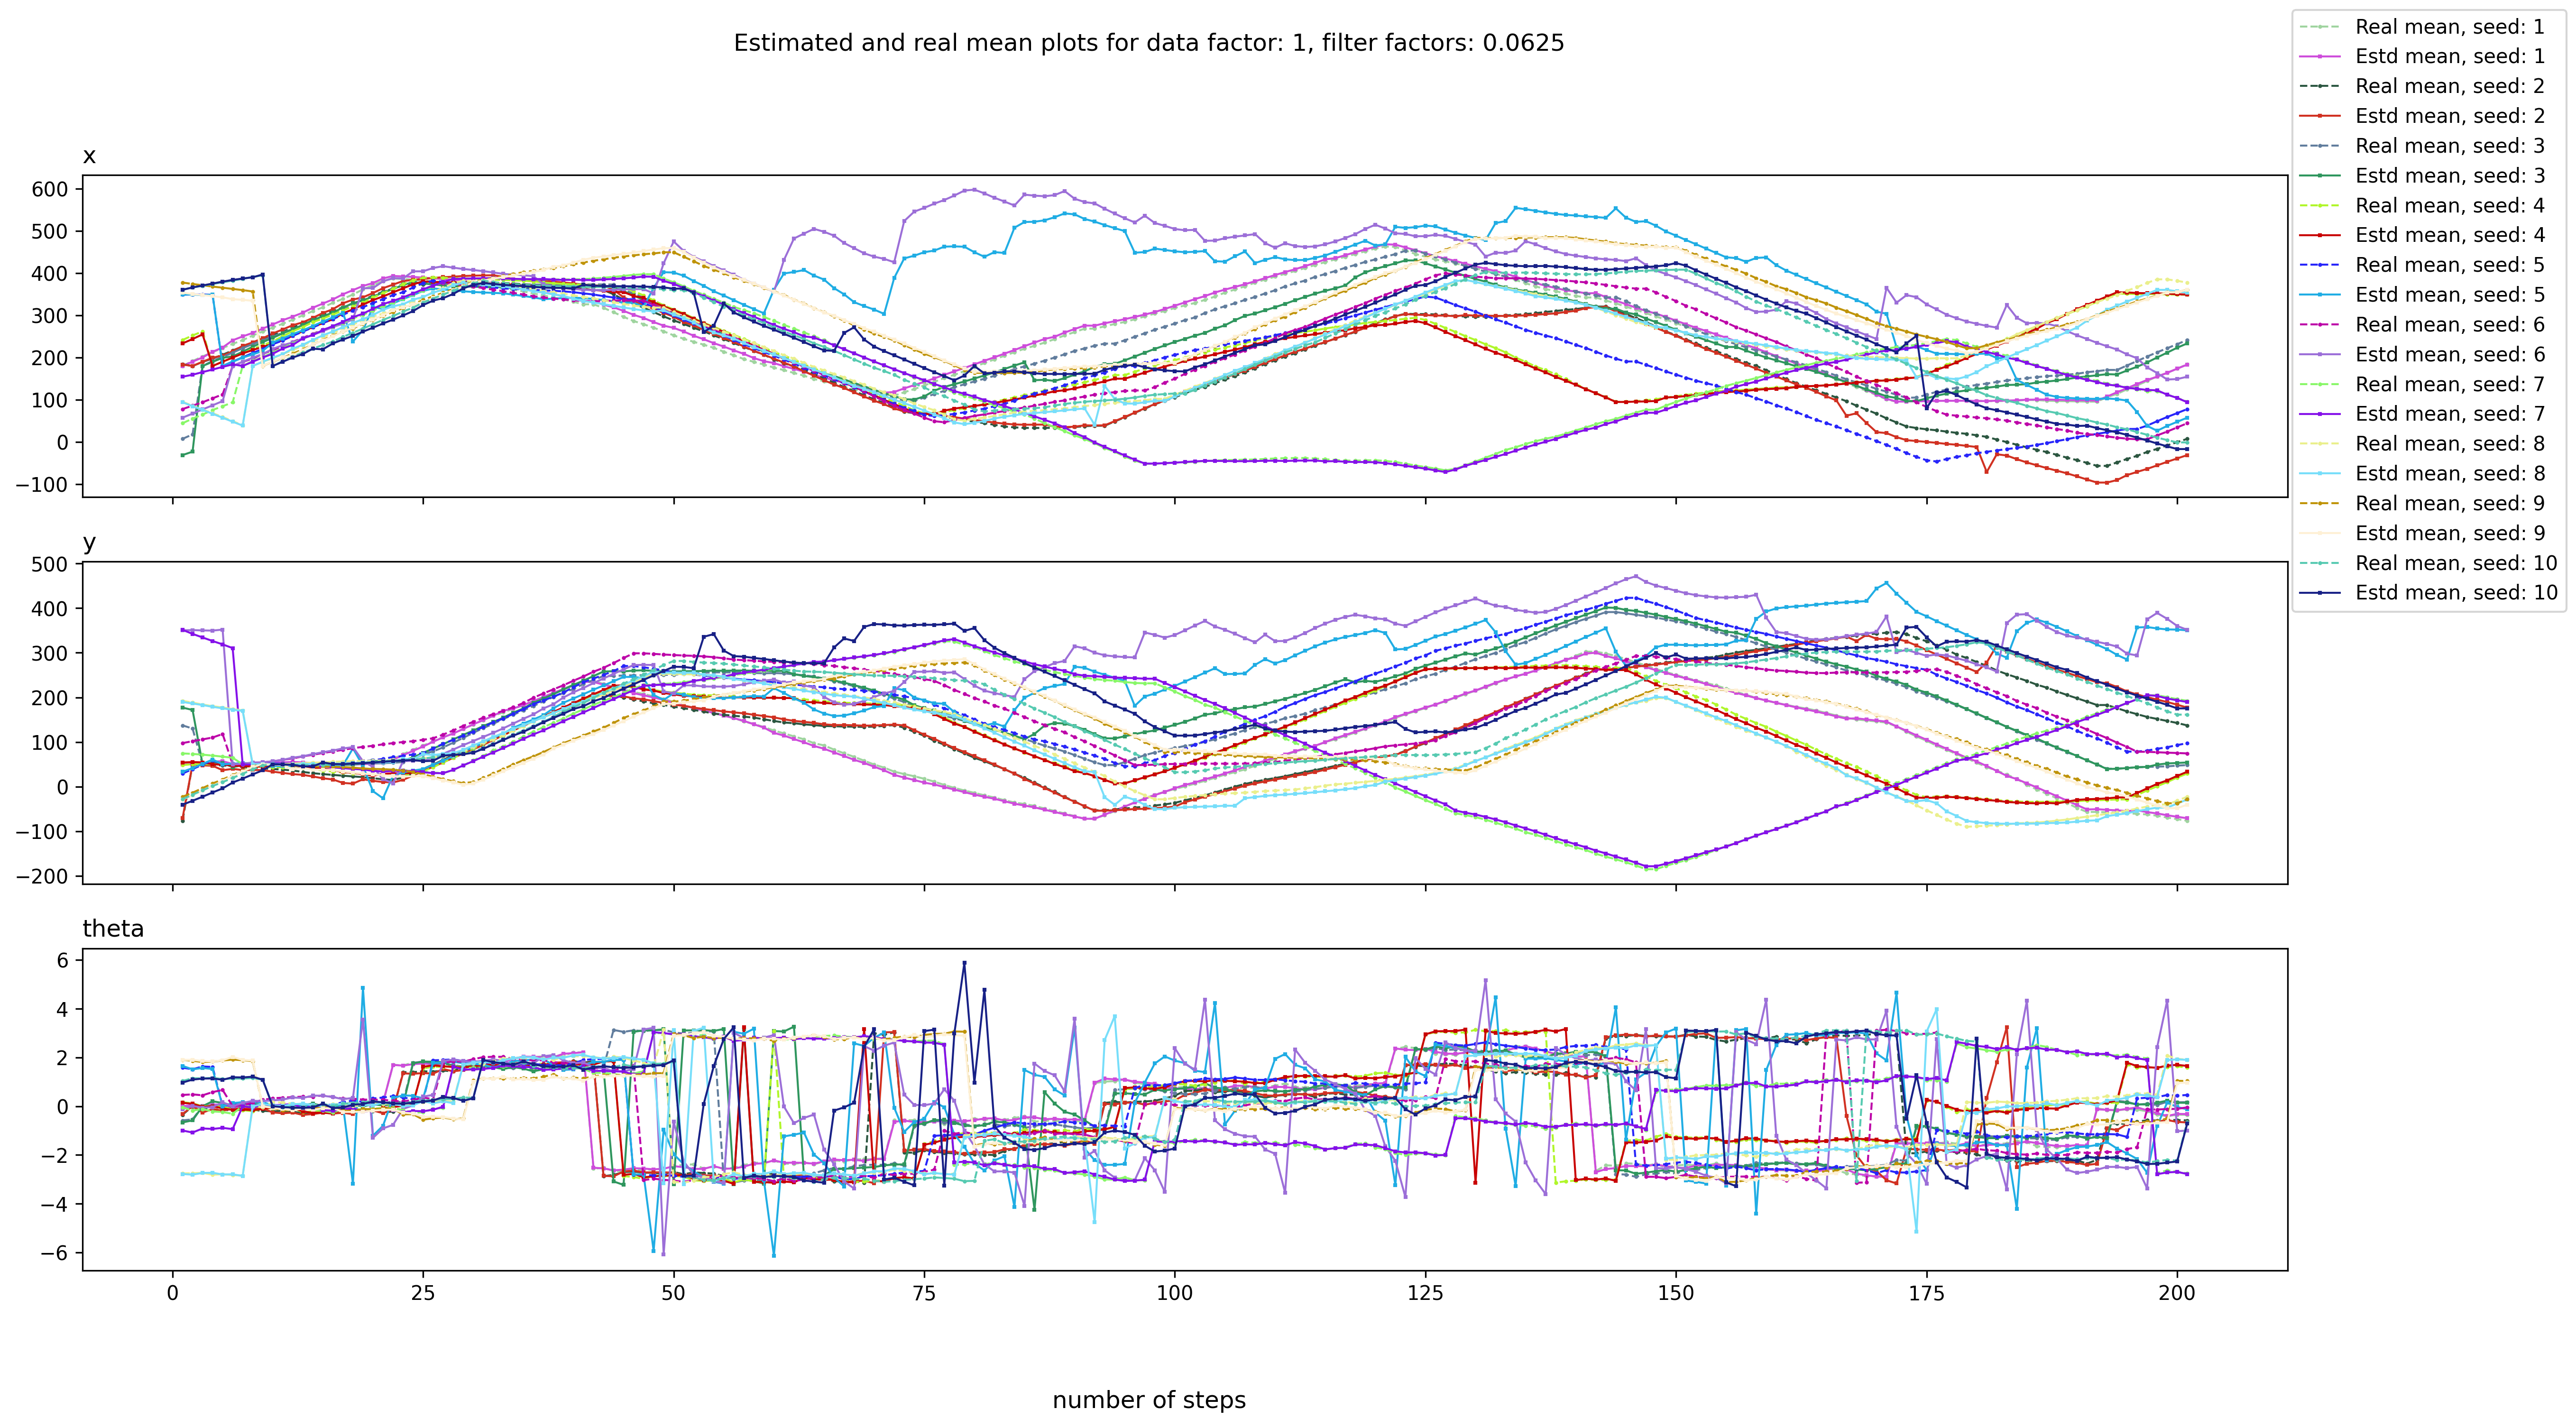 Estimated and real mean plots for data factor: 1, filter factors: 0.0625
Real mean, seed: 1
Estd mean, seed: 1
Real mean, seed: 2
Estd mean, seed: 2
Real mean, seed: 3
Estd mean, seed: 3
Real mean, seed: 4
Estd mean, seed: 4
Real mean, seed: 5
Estd mean, seed: 5
Real mean, seed: 6
Estd mean, seed: 6
Real mean, seed: 7
Estd mean, seed: 7
Real mean, seed: 8
Estd mean, seed: 8
Real mean, seed: 9
Estd mean, seed: 9
Real mean, seed: 10
Estd mean, seed: 10
x
600
500
400
300
200
100
0
−100
y
500
400
300
200
100
0
−100
−200
theta
6
4
2
0
−2
−4
−6
0 25 50 75 100 125 150 175 200
number of steps